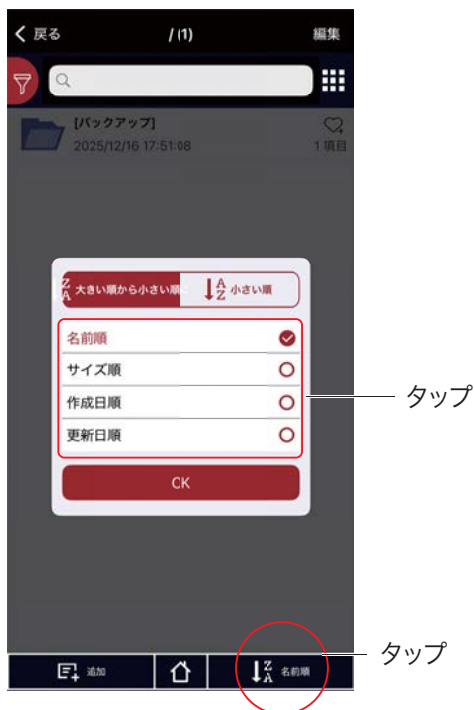 戻る / (1) 編集
[バックアップ]
2025/12/16 17:51:08 1 項目
Z A 大きい順から小さい順に A Z 小さい順
名前順
サイズ順
作成日順
更新日順
タップ
CK
タップ
追加 Z A 名前順